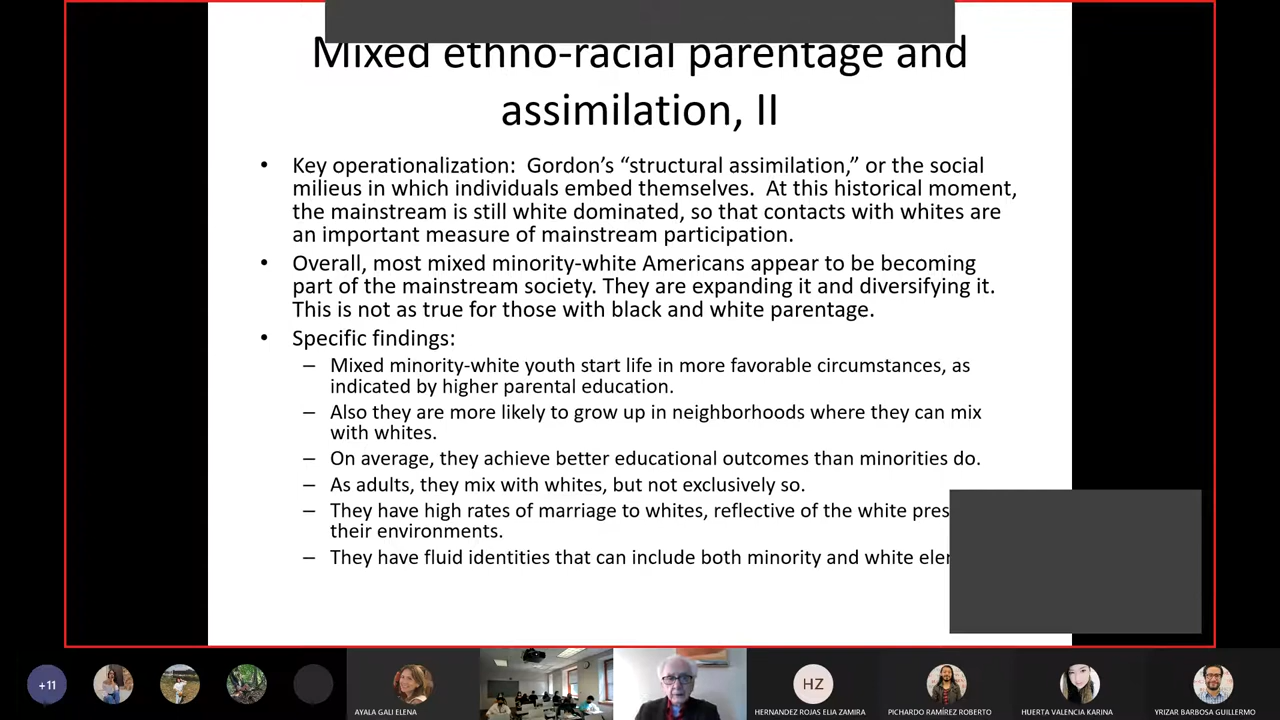 Mixed ethno-racial parentage and
assimilation, II
• Key operationalization: Gordon’s “structural assimilation,” or the social
milieus in which individuals embed themselves. At this historical moment,
the mainstream is still white dominated, so that contacts with whites are
an important measure of mainstream participation.
• Overall, most mixed minority-white Americans appear to be becoming
part of the mainstream society. They are expanding it and diversifying it.
This is not as true for those with black and white parentage.
• Specific findings:
– Mixed minority-white youth start life in more favorable circumstances, as
indicated by higher parental education.
– Also they are more likely to grow up in neighborhoods where they can mix
with whites.
– On average, they achieve better educational outcomes than minorities do.
– As adults, they mix with whites, but not exclusively so.
– They have high rates of marriage to whites, reflective of the white
their environments.
– They have fluid identities that can include both minority and white
+11
AYALA GALI ELENA
HZ
HERNANDEZ ROJAS ELIA ZAMIRA
PICHARDO RAMÍREZ ROBERTO
HUERTA VALENCIA KARINA
YRIZAR BARBOSA GUILLERMO